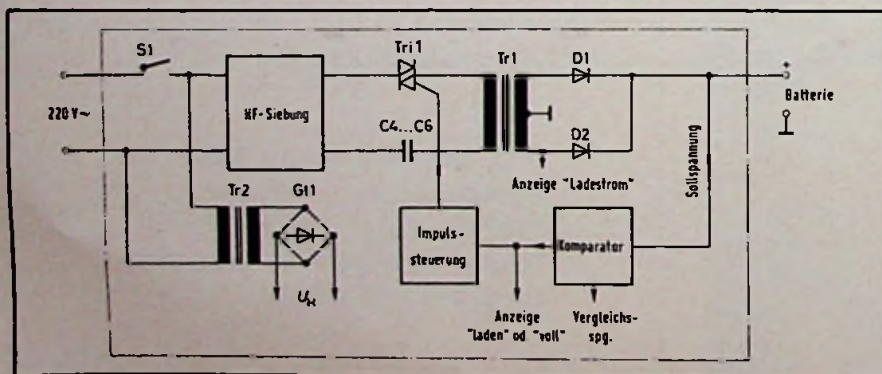 S1
Tri 1
Tr1
D1
+
220 V~
HF-Siebung
C4...C6
D2
Batterie
Sollspannung
Anzeige "Ladestrom"
Tr2
Gl1
Impuls-
steuerung
Komparator
UH
Anzeige
"laden" od "voll"
Vergleichs-
spg.